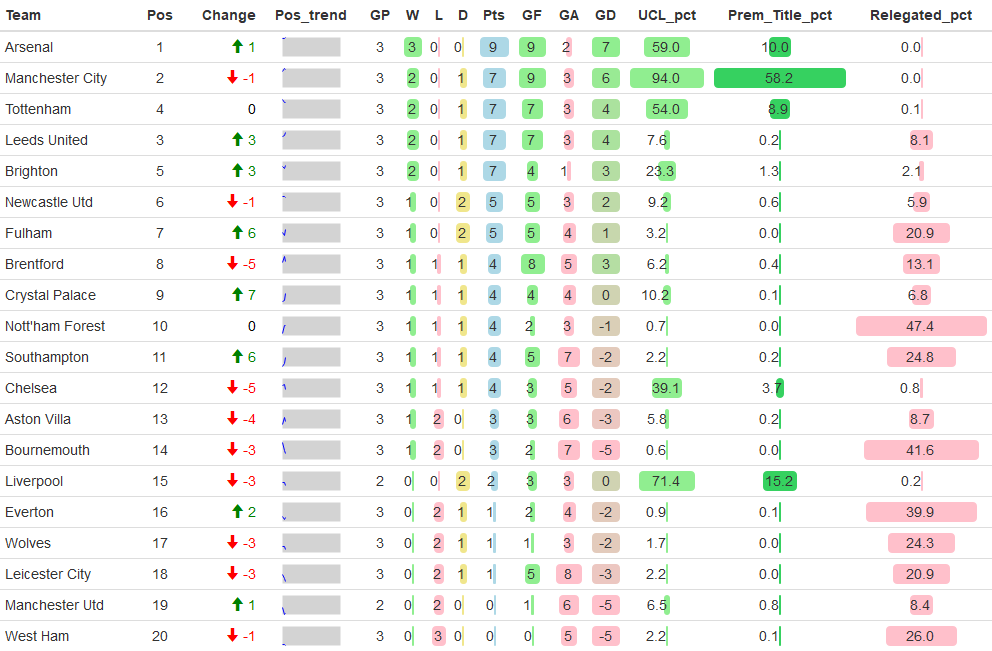 Team Pos Change Pos_trend GP W L D Pts GF GA GD UCL_pct Prem_Title_pct Relegated_pct
Arsenal 1 1 3 3 0 0 9 9 2 7 59.0 10.0 0.0
Manchester City 2 -1 3 2 0 1 7 9 3 6 94.0 58.2 0.0
Tottenham 4 0 3 2 0 1 7 7 3 4 54.0 8.9 0.1
Leeds United 3 3 3 2 0 1 7 7 3 4 7.6 0.2 8.1
Brighton 5 3 3 2 0 1 7 4 1 3 23.3 1.3 2.1
Newcastle Utd 6 -1 3 1 0 2 5 5 3 2 9.2 0.6 5.9
Fulham 7 6 3 1 0 2 5 5 4 1 3.2 0.0 20.9
Brentford 8 -5 3 1 1 1 4 8 5 3 6.2 0.4 13.1
Crystal Palace 9 7 3 1 1 1 4 4 4 0 10.2 0.1 6.8
Nott'ham Forest 10 0 3 1 1 1 4 2 3 -1 0.7 0.0 47.4
Southampton 11 6 3 1 1 1 4 5 7 -2 2.2 0.2 24.8
Chelsea 12 -5 3 1 1 1 4 3 5 -2 39.1 3.7 0.8
Aston Villa 13 -4 3 1 2 0 3 3 6 -3 5.8 0.2 8.7
Bournemouth 14 -3 3 1 2 0 3 2 7 -5 0.6 0.0 41.6
Liverpool 15 -3 2 0 0 2 2 3 3 0 71.4 15.2 0.2
Everton 16 2 3 0 2 1 1 2 4 -2 0.9 0.1 39.9
Wolves 17 -3 3 0 2 1 1 1 3 -2 1.7 0.0 24.3
Leicester City 18 -3 3 0 2 1 1 5 8 -3 2.2 0.0 20.9
Manchester Utd 19 1 2 0 2 0 0 1 6 -5 6.5 0.8 8.4
West Ham 20 -1 3 0 3 0 0 0 5 -5 2.2 0.1 26.0